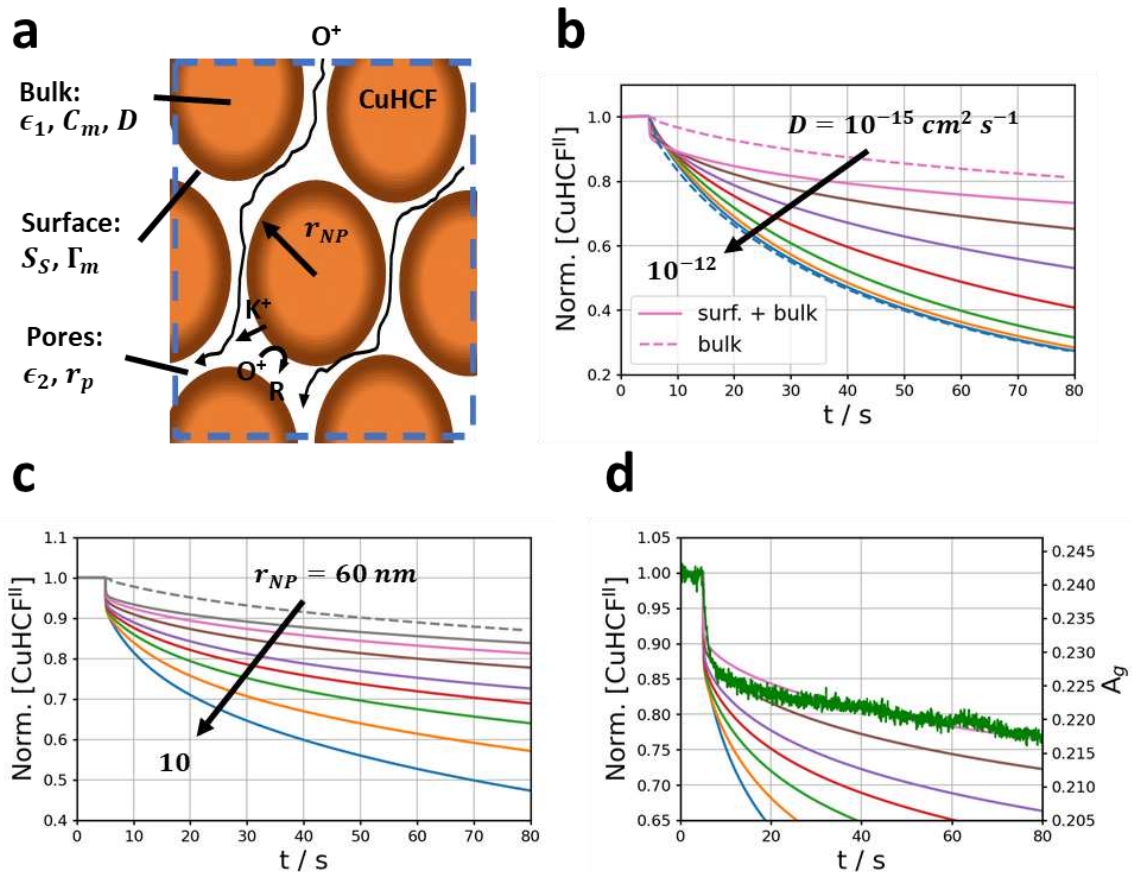 a
O⁺
Bulk:
ϵ₁, Cₘ, D
CuHCF
Surface:
S_S, Γₘ
r_NP
K⁺
Pores:
ϵ₂, r_p
O⁺
R
b
Norm. [CuHCFᴵᴵ]
1.0
0.8
0.6
0.4
0.2
D = 10⁻¹⁵ cm² s⁻¹
10⁻¹²
surf. + bulk
bulk
0 10 20 30 40 50 60 70 80
t / s
c
Norm. [CuHCFᴵᴵ]
1.1
1.0
0.9
0.8
0.7
0.6
0.5
0.4
r_NP = 60 nm
10
0 10 20 30 40 50 60 70 80
t / s
d
Norm. [CuHCFᴵᴵ]
1.05
1.00
0.95
0.90
0.85
0.80
0.75
0.70
0.65
0.245
0.240
0.235
0.230
0.225
0.220
0.215
0.210
0.205
A_g
0 20 40 60 80
t / s